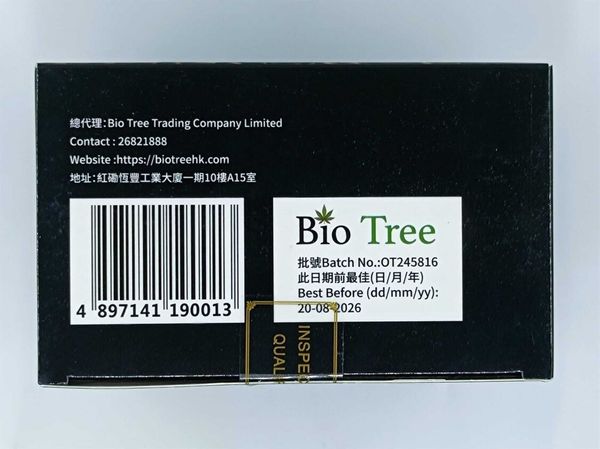 總代理：Bio Tree Trading Company Limited
Contact : 26821888
Website :https://biotreehk.com
地址：紅磡恆豐工業大廈一期10樓A15室
4 897141 190013
Bio Tree
批號Batch No.:OT245816
此日期前最佳(日/月/年)
Best Before (dd/mm/yy):
20-08-2026
INSPE
QUAL